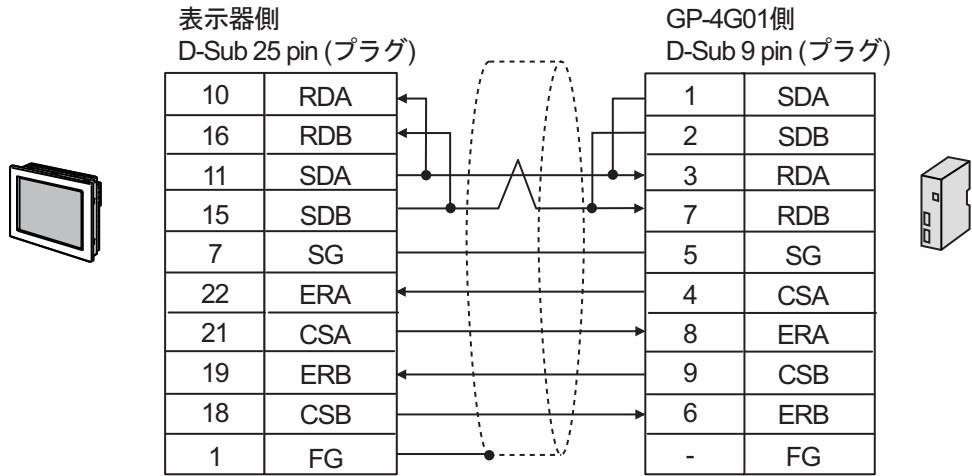 表示器側
D-Sub 25 pin (プラグ)
GP-4G01側
D-Sub 9 pin (プラグ)
10 RDA 1 SDA
16 RDB 2 SDB
11 SDA 3 RDA
15 SDB 7 RDB
7 SG 5 SG
22 ERA 4 CSA
21 CSA 8 ERA
19 ERB 9 CSB
18 CSB 6 ERB
1 FG - FG